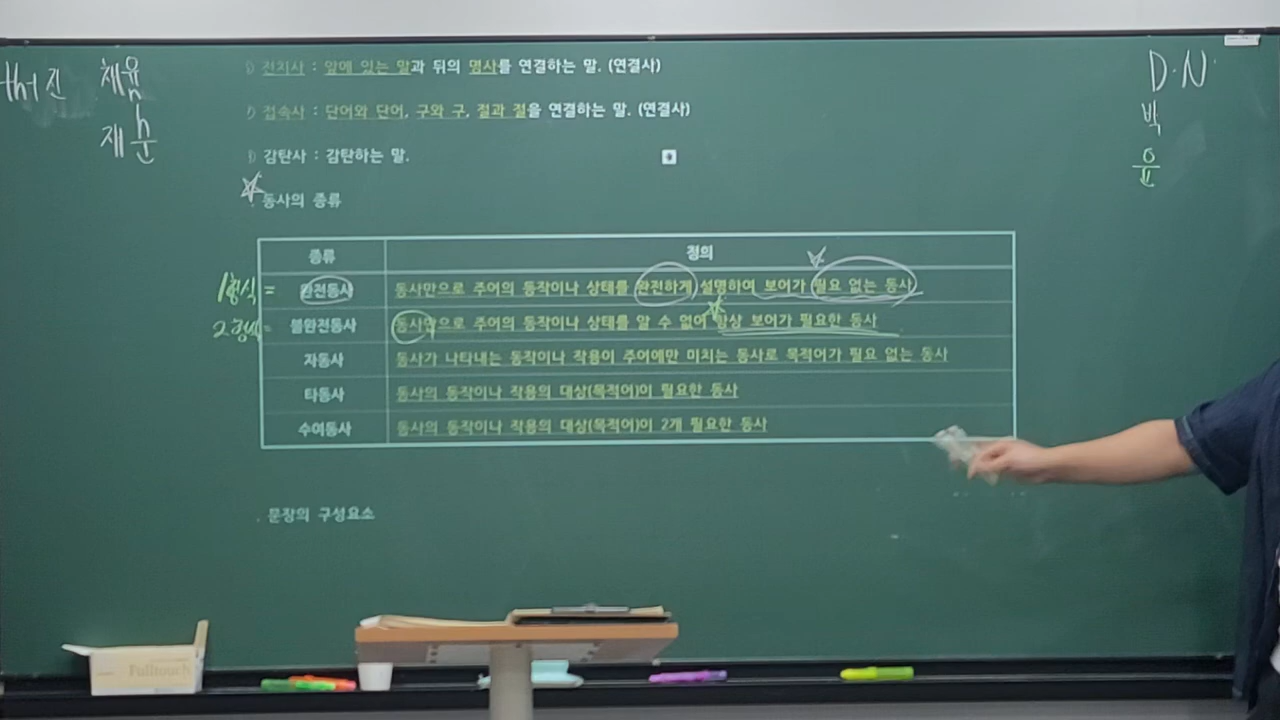 전치사 : 앞에 있는 말과 뒤의 명사를 연결하는 말. (연결사)
접속사 : 단어와 단어, 구와 구, 절과 절을 연결하는 말. (연결사)
감탄사 : 감탄하는 말.
동사의 종류
종류 정의
1형식 = 완전동사 동사만으로 주어의 동작이나 상태를 완전하게 설명하여 보어가 필요 없는 동사
2형식 = 불완전동사 동사만으로 주어의 동작이나 상태를 알 수 없어 항상 보어가 필요한 동사
자동사 동사가 나타내는 동작이나 작용이 주어에만 미치는 동사로 목적어가 필요 없는 동사
타동사 동사의 동작이나 작용의 대상(목적어)이 필요한 동사
수여동사 동사의 동작이나 작용의 대상(목적어)이 2개 필요한 동사
문장의 구성요소
채윤
D.N
박
Fulltouch